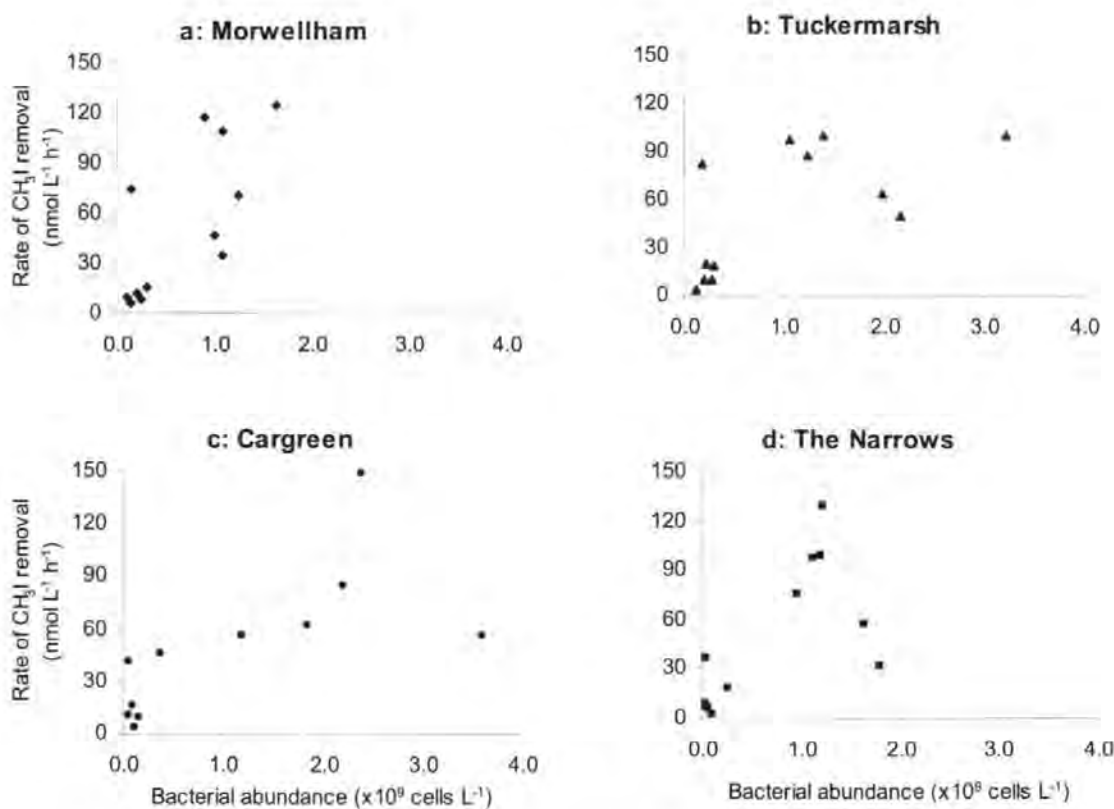 a: Morwellham
Rate of CH₃I removal
(nmol L⁻¹ h⁻¹)
150
120
90
60
30
0
0.0 1.0 2.0 3.0 4.0
b: Tuckermarsh
150
120
90
60
30
0
0.0 1.0 2.0 3.0 4.0
c: Cargreen
Rate of CH₃I removal
(nmol L⁻¹ h⁻¹)
150
120
90
60
30
0
0.0 1.0 2.0 3.0 4.0
Bacterial abundance (x10⁹ cells L⁻¹)
d: The Narrows
150
120
90
60
30
0
0.0 1.0 2.0 3.0 4.0
Bacterial abundance (x10⁹ cells L⁻¹)